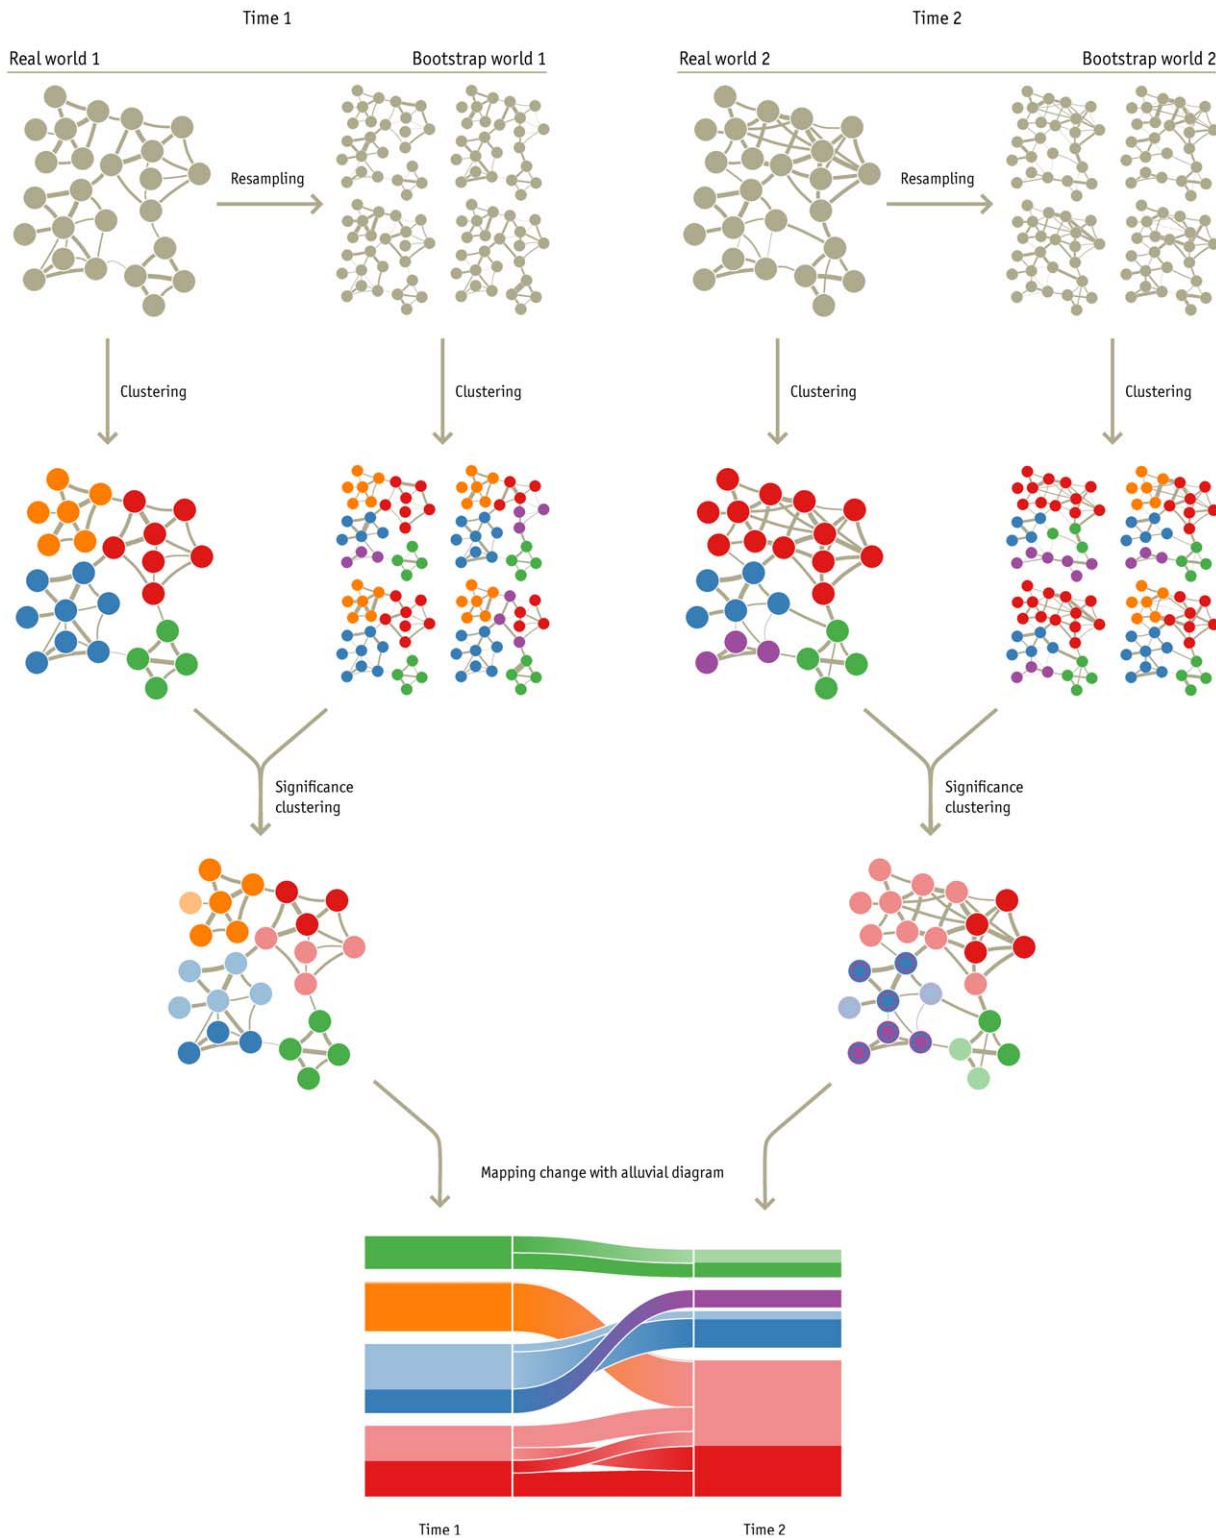 Time 1
Time 2
Real world 1
Bootstrap world 1
Real world 2
Bootstrap world 2
Resampling
Resampling
Clustering
Clustering
Clustering
Clustering
Significance
clustering
Significance
clustering
Mapping change with alluvial diagram
Time 1
Time 2